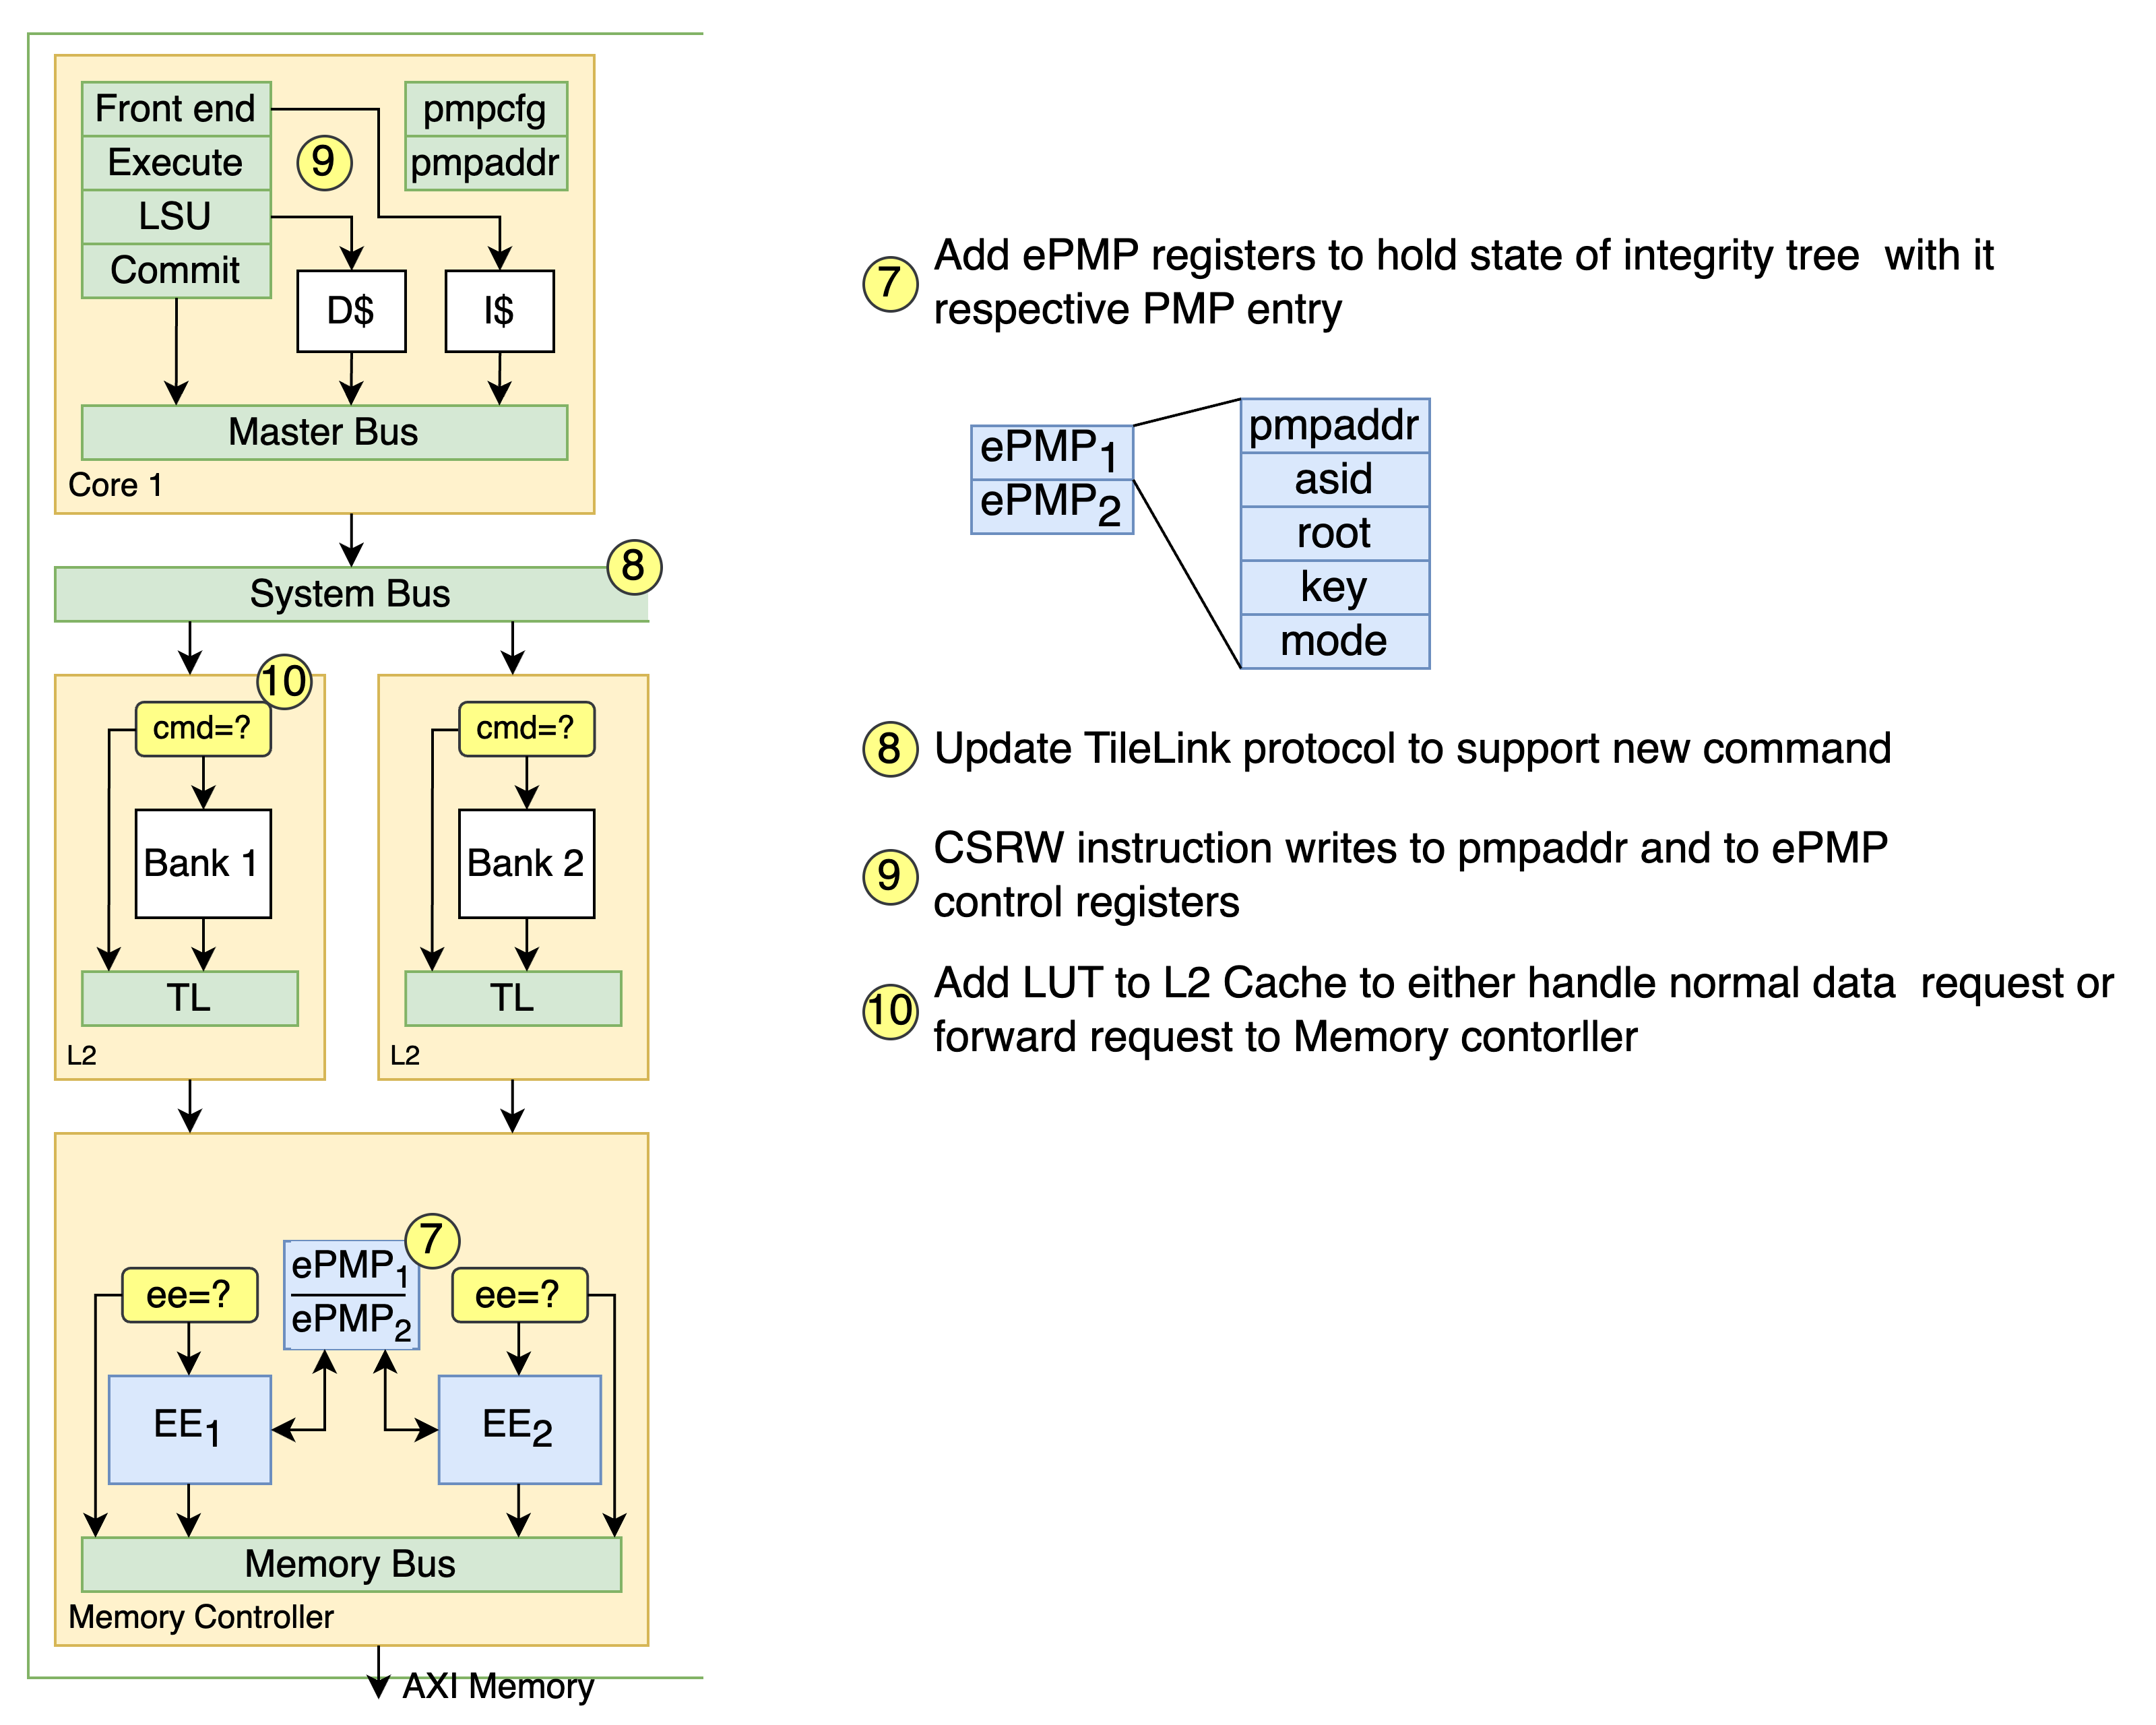 Front end
Execute
LSU
Commit
9
pmpcfg
pmpaddr
D$
I$
Master Bus
Core 1
8
System Bus
10
cmd=?
Bank 1
TL
L2
cmd=?
Bank 2
TL
L2
7
ee=?
ePMP1
ePMP2
ee=?
EE1
EE2
Memory Bus
Memory Controller
AXI Memory
7
Add ePMP registers to hold state of integrity tree  with it
respective PMP entry
ePMP1
ePMP2
pmpaddr
asid
root
key
mode
8
Update TileLink protocol to support new command
9
CSRW instruction writes to pmpaddr and to ePMP
control registers
10
Add LUT to L2 Cache to either handle normal data  request or
forward request to Memory contorller